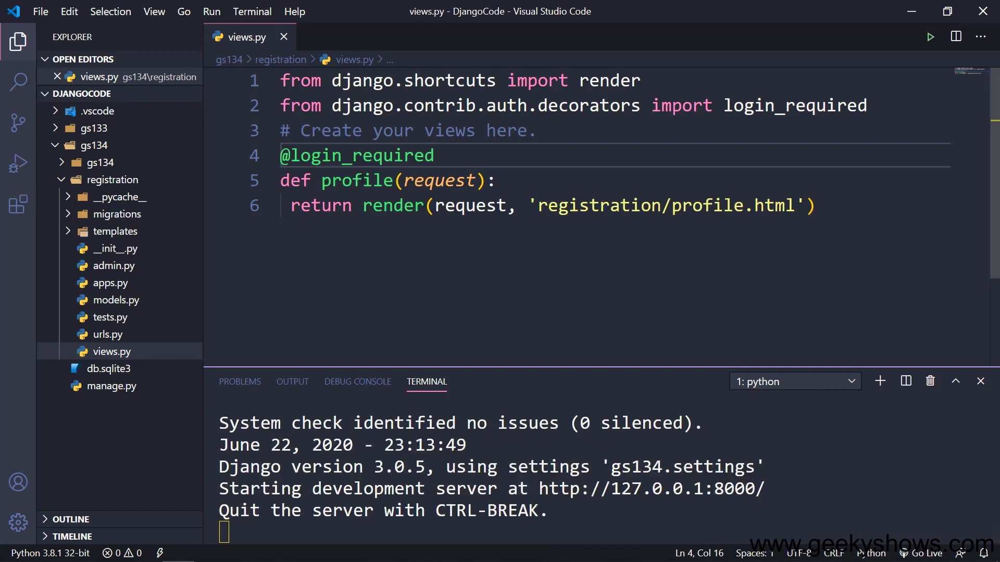 File Edit Selection View Go Run Terminal Help
views.py - DjangoCode - Visual Studio Code
EXPLORER
OPEN EDITORS
views.py gs134\registration
DJANGOCODE
.vscode
gs133
gs134
gs134
registration
__pycache__
migrations
templates
__init__.py
admin.py
apps.py
models.py
tests.py
urls.py
views.py
db.sqlite3
manage.py
OUTLINE
TIMELINE
views.py
gs134 > registration > views.py > ...
1 from django.shortcuts import render
2 from django.contrib.auth.decorators import login_required
3 # Create your views here.
4 @login_required
5 def profile(request):
6 return render(request, 'registration/profile.html')
PROBLEMS OUTPUT DEBUG CONSOLE TERMINAL
1: python
System check identified no issues (0 silenced).
June 22, 2020 - 23:13:49
Django version 3.0.5, using settings 'gs134.settings'
Starting development server at http://127.0.0.1:8000/
Quit the server with CTRL-BREAK.
www.geekyshows.com
Python 3.8.1 32-bit 0 0 Ln 4, Col 16 Spaces: 1 UTF-8 CRLF Python Go Live